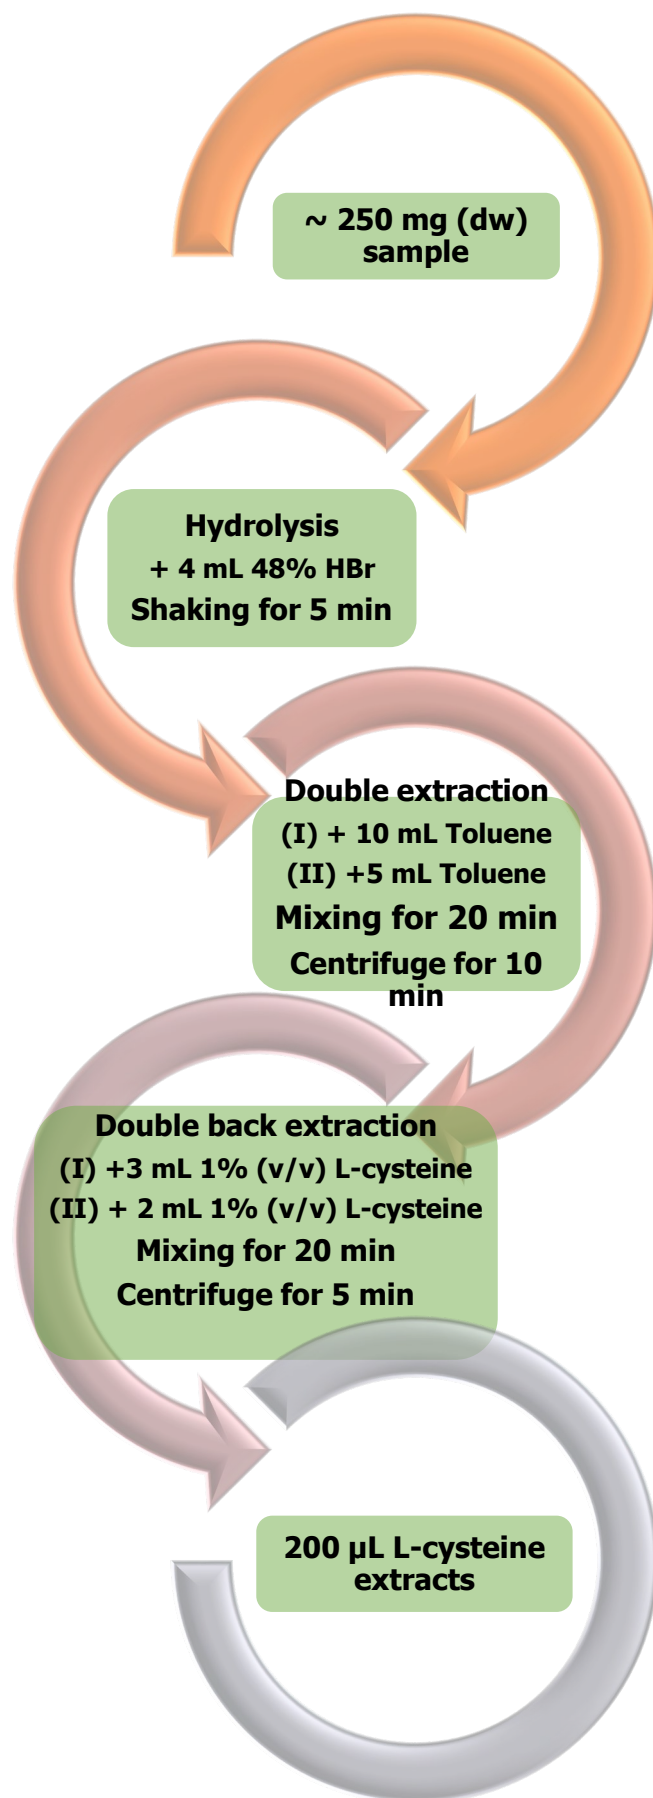 ~ 250 mg (dw)
sample
Hydrolysis
+ 4 mL 48% HBr
Shaking for 5 min
Double extraction
(I) + 10 mL Toluene
(II) +5 mL Toluene
Mixing for 20 min
Centrifuge for 10
min
Double back extraction
(I) +3 mL 1% (v/v) L-cysteine
(II) + 2 mL 1% (v/v) L-cysteine
Mixing for 20 min
Centrifuge for 5 min
200 µL L-cysteine
extracts